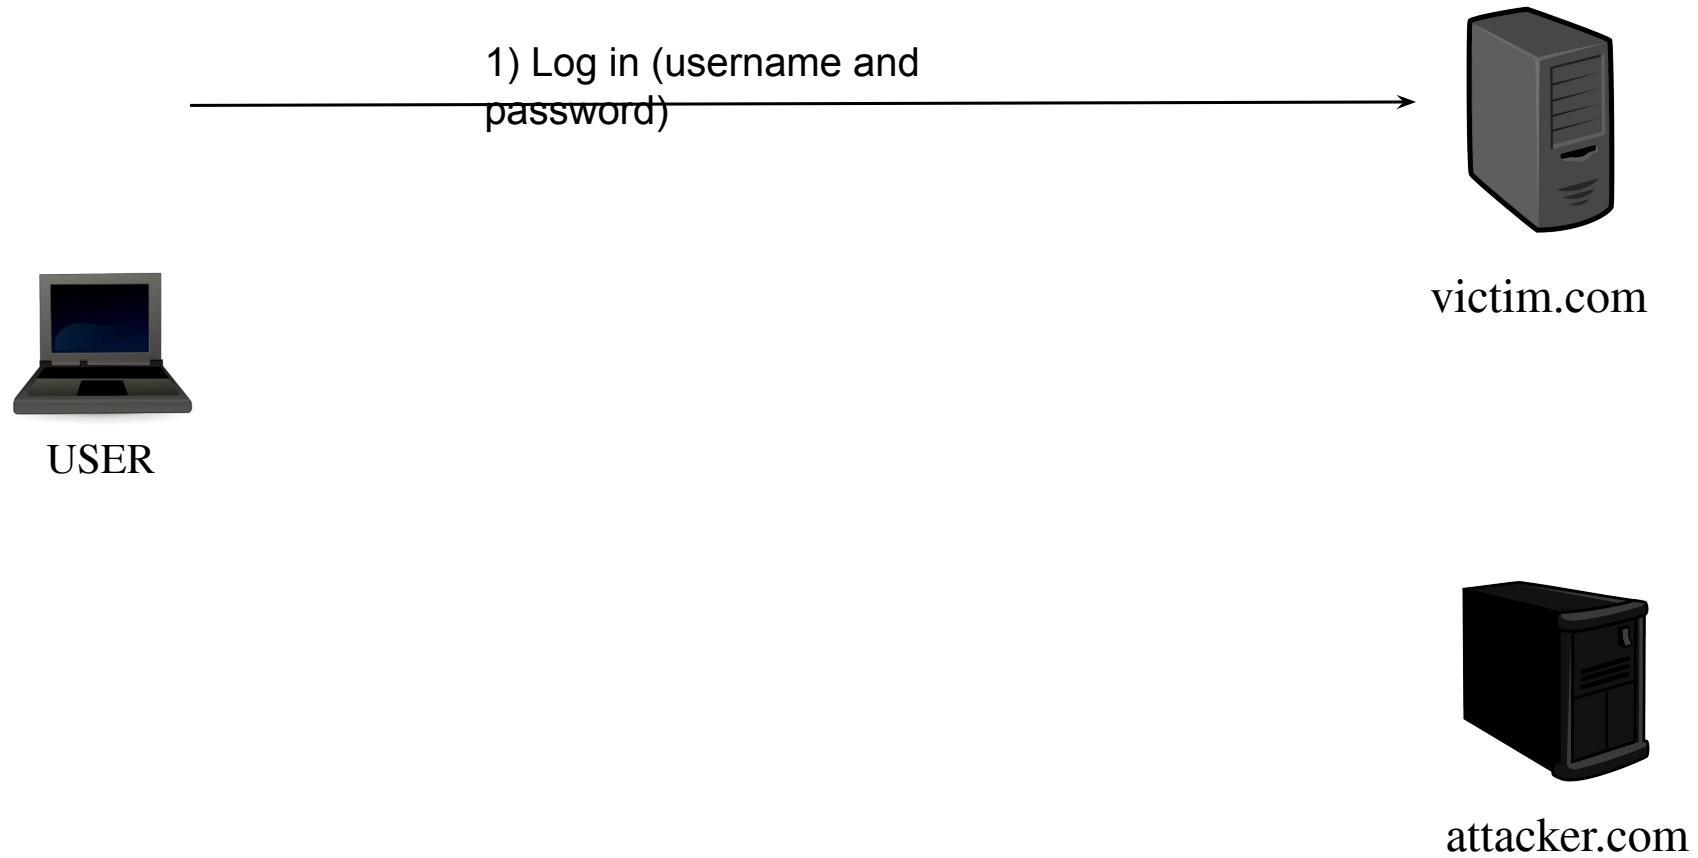 1) Log in (username and
password)
victim.com
USER
attacker.com